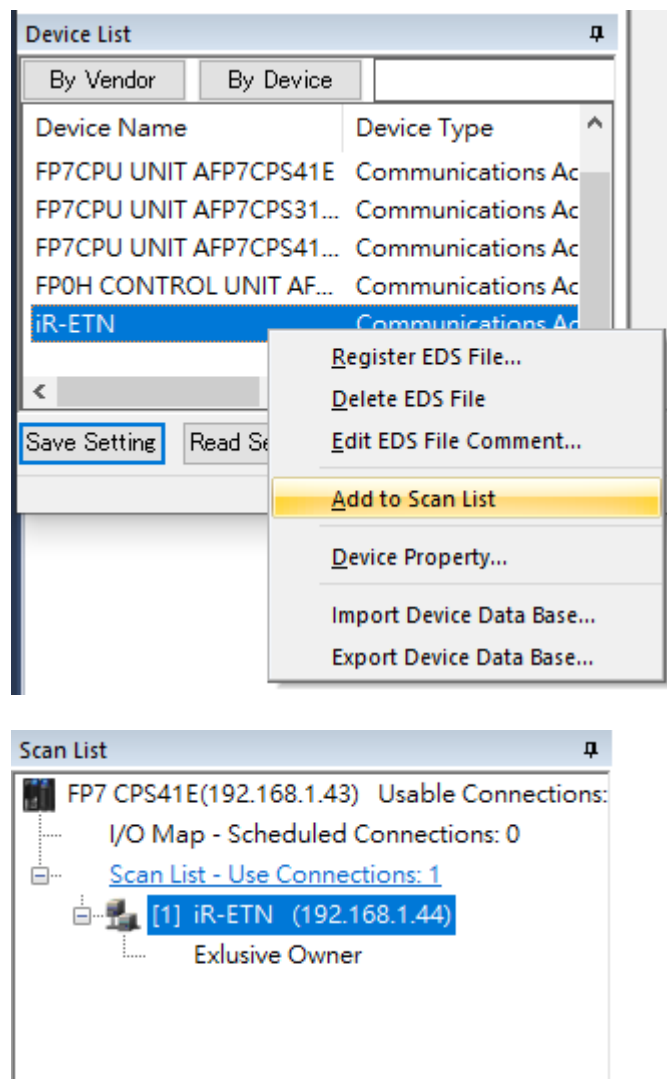 Device List
By Vendor By Device
Device Name Device Type
FP7CPU UNIT AFP7CPS41E Communications Ac
FP7CPU UNIT AFP7CPS31... Communications Ac
FP7CPU UNIT AFP7CPS41... Communications Ac
FP0H CONTROL UNIT AF... Communications Ac
iR-ETN Communications Ac
Register EDS File...
Delete EDS File
Save Setting Read Se
Edit EDS File Comment...
Add to Scan List
Device Property...
Import Device Data Base...
Export Device Data Base...
Scan List
FP7 CPS41E(192.168.1.43) Usable Connections:
I/O Map - Scheduled Connections: 0
Scan List - Use Connections: 1
[1] iR-ETN (192.168.1.44)
Exlusive Owner